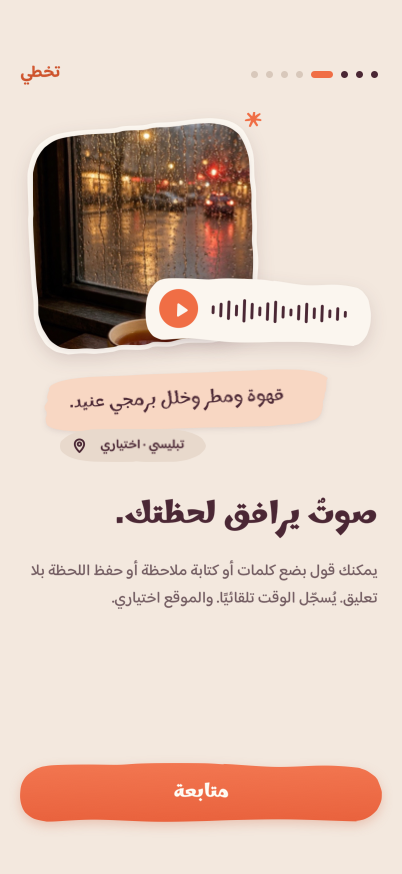 تخطي
قهوة ومطر وخلل برمجي عنيد.
تبليسي · اختياري
صوتٌ يرافق لحظتك.
يمكنك قول بضع كلمات أو كتابة ملاحظة أو حفظ اللحظة بلا
تعليق. يُسجّل الوقت تلقائيًا. والموقع اختياري.
متابعة